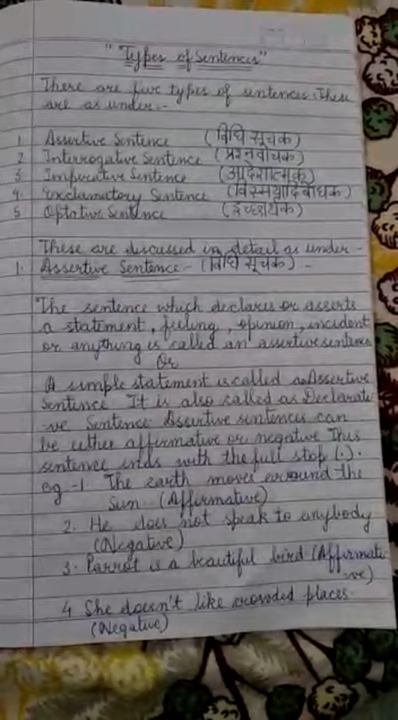 "Types of Sentences"
There are five types of sentences. These
are as under:-
1. Assertive Sentence (विधि सूचक)
2. Interrogative Sentence (प्रश्नवाचक)
3. Imperative Sentence (आदेशात्मक)
4. Exclamatory Sentence (विस्मयादिबोधक)
5. Optative Sentence (इच्छार्थक)
These are discussed in detail as under -
1. Assertive Sentence - (विधि सूचक) -
The sentence which declares or asserts
a statement, feeling, opinion, incident
or anything is called an assertive sentence
Or
A simple statement is called as Assertive
Sentence. It is also called as Declarati
-ve Sentence. Assertive sentences can
be either affirmative or negative This
sentence ends with the full stop (.).
eg -1. The earth moves around the
Sun (Affirmative)
2. He does not speak to anybody
(Negative)
3. Parrot is a beautiful bird (Affirmati
-ve)
4 She doesn't like crowded places.
(Negative)